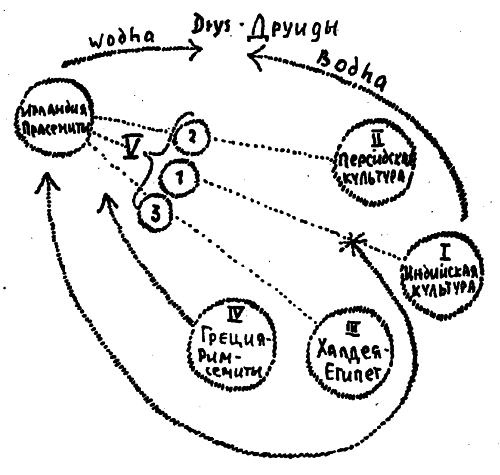 Drys-Друиды
wodha
Bodha
Ирландия
Прасемиты
V
2
1
3
II
Персидская
культура
I
Индийская
культура
IV
Греция-
Рим-
семиты
III
Халдея-
Египет